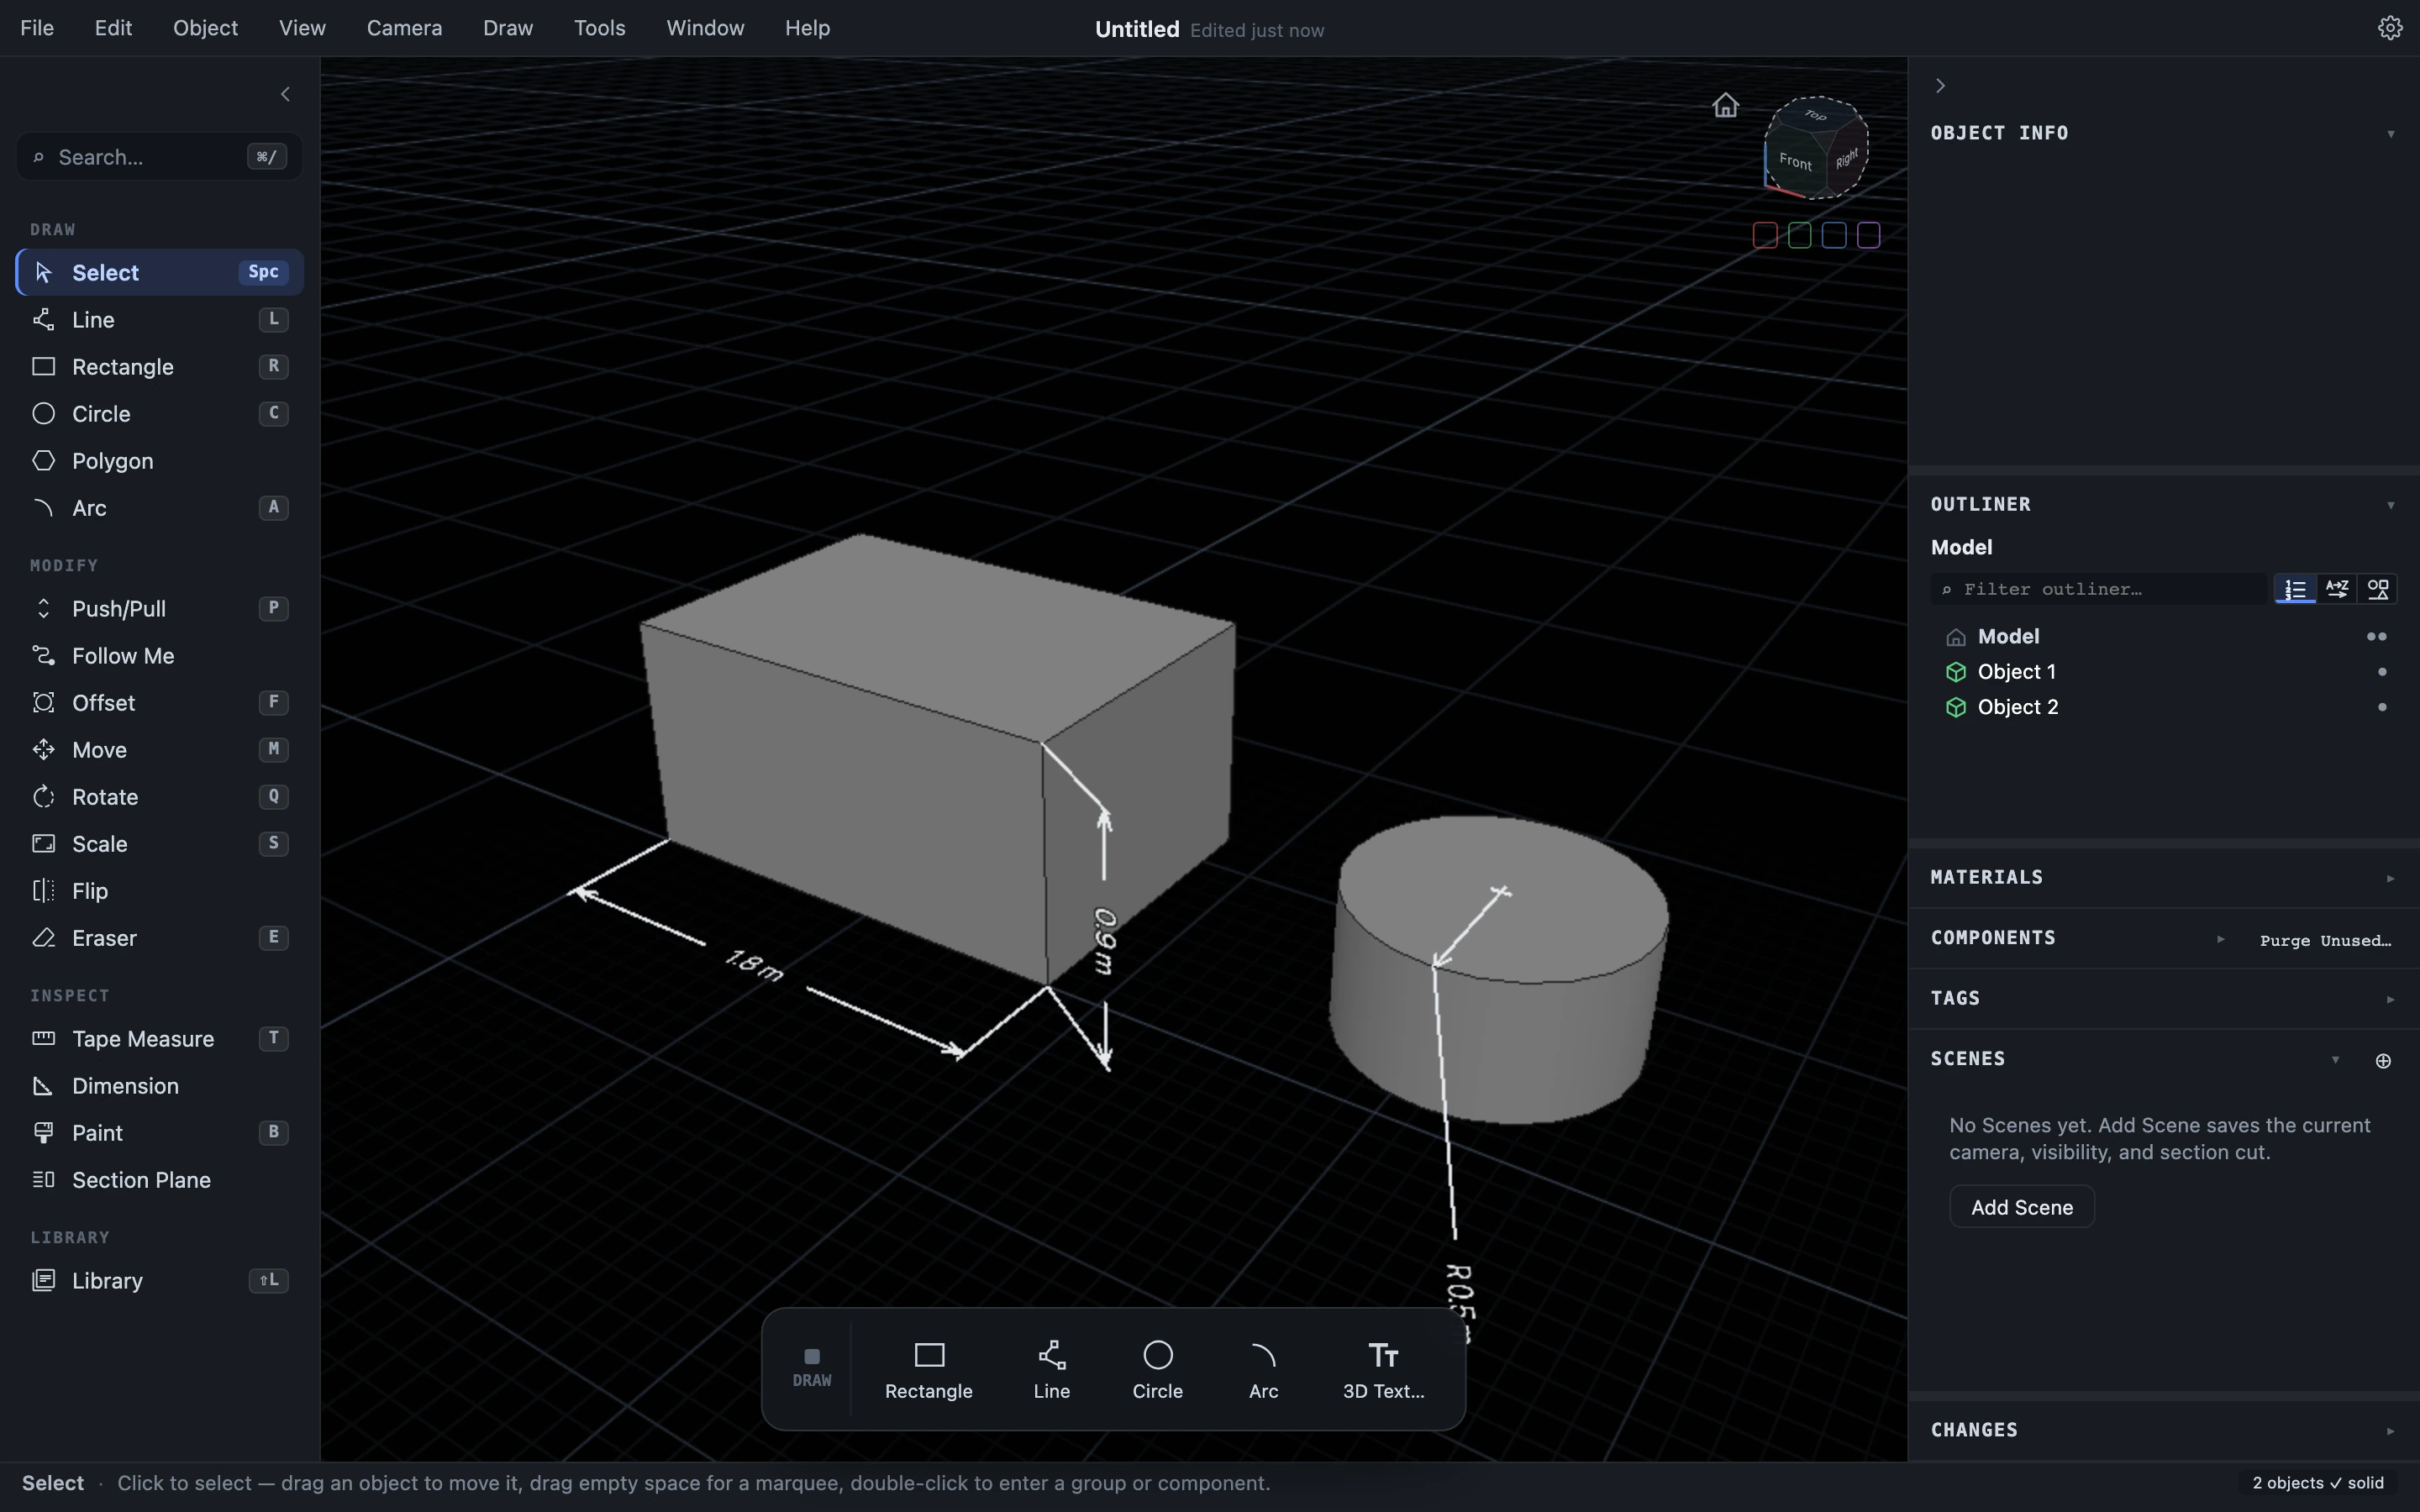 File Edit Object View Camera Draw Tools Window Help
Untitled Edited just now
Search... ⌘/
DRAW
Select Spc
Line L
Rectangle R
Circle C
Polygon
Arc A
MODIFY
Push/Pull P
Follow Me
Offset F
Move M
Rotate Q
Scale S
Flip
Eraser E
INSPECT
Tape Measure T
Dimension
Paint B
Section Plane
LIBRARY
Library ⇧L
Top
Front
Right
1.8 m
0.9 m
R 0.5 m
DRAW
Rectangle
Line
Circle
Arc
3D Text...
OBJECT INFO
OUTLINER
Model
Filter outliner…
Model
Object 1
Object 2
MATERIALS
COMPONENTS Purge Unused…
TAGS
SCENES
No Scenes yet. Add Scene saves the current
camera, visibility, and section cut.
Add Scene
CHANGES
Select · Click to select — drag an object to move it, drag empty space for a marquee, double-click to enter a group or component.
2 objects ✓ solid